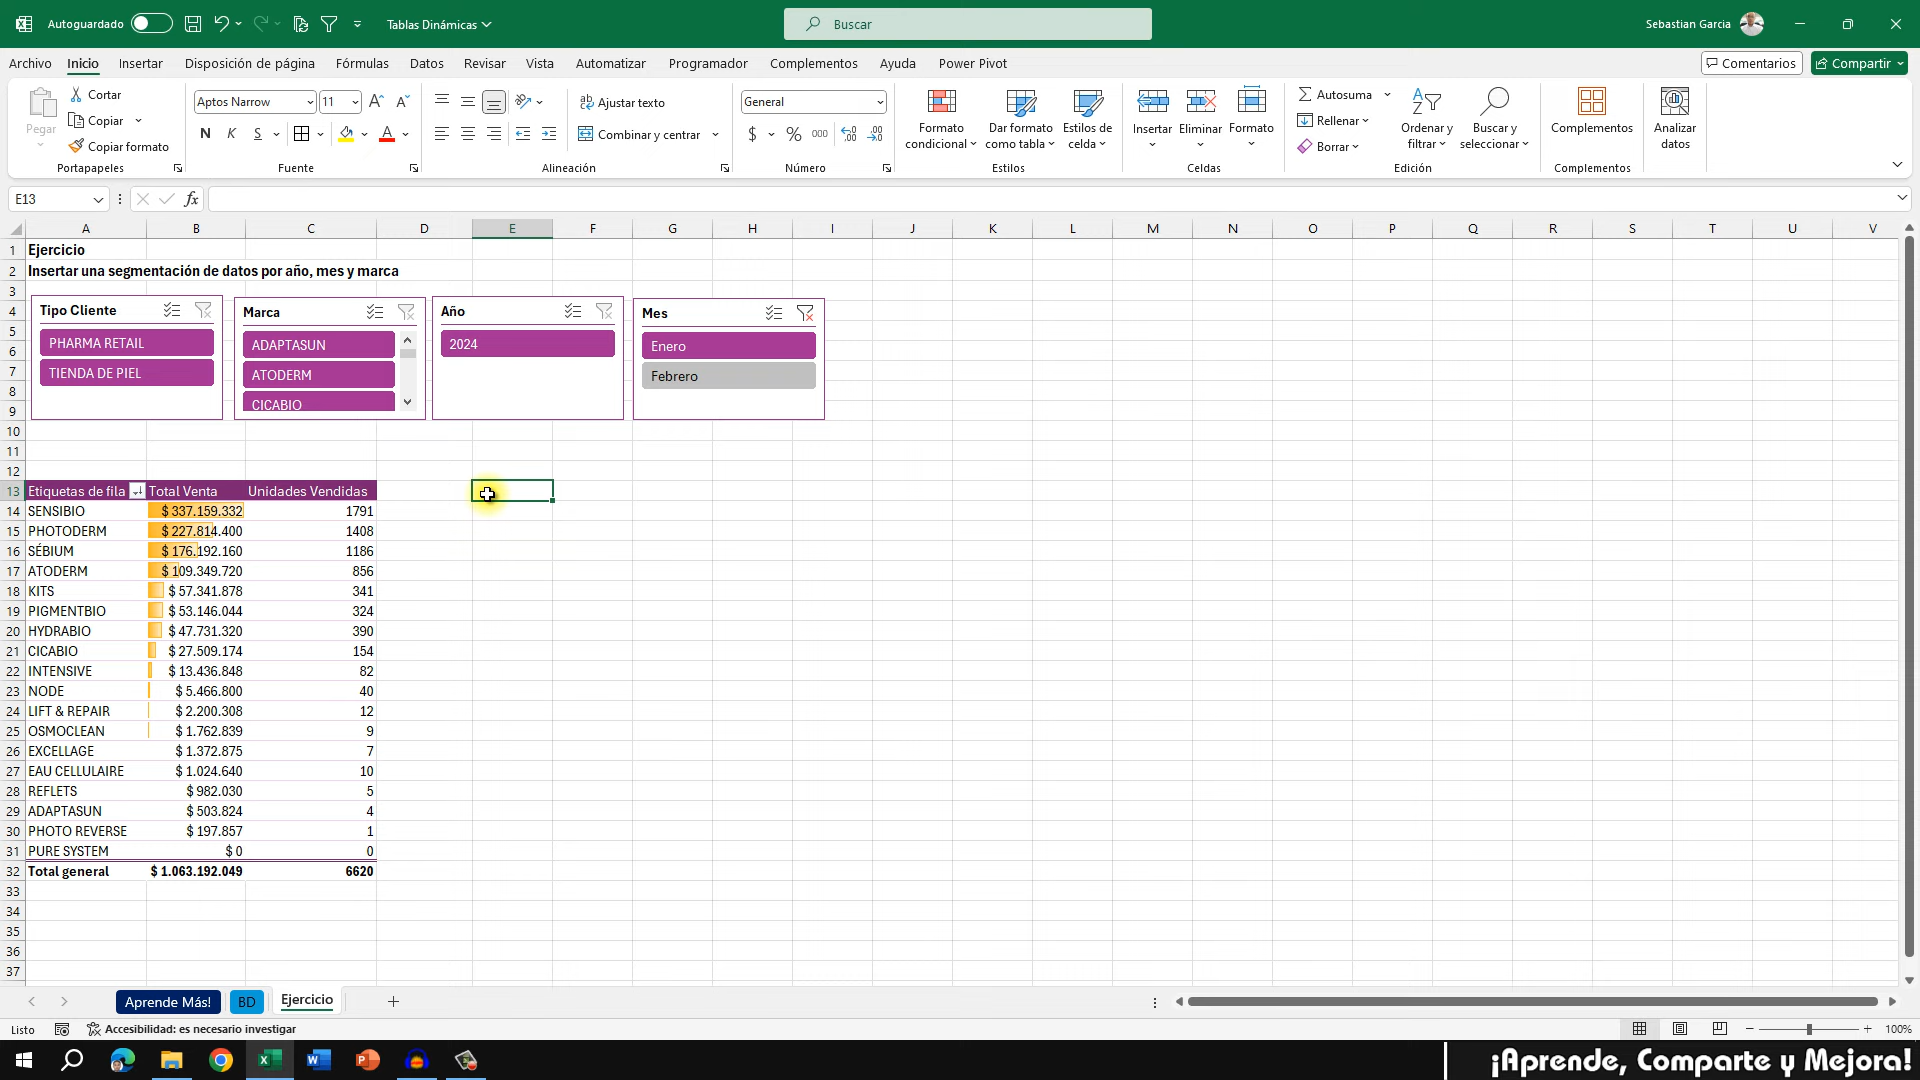 Autoguardado
Tablas Dinámicas
Buscar
Sebastian Garcia
Archivo Inicio Insertar Disposición de página Fórmulas Datos Revisar Vista Automatizar Programador Complementos Ayuda Power Pivot
Comentarios
Compartir
Pegar
Cortar
Copiar
Copiar formato
Portapapeles
Aptos Narrow 11
N K S
Fuente
Ajustar texto
Combinar y centrar
Alineación
General
$ % 000
Número
Formato condicional
Dar formato como tabla
Estilos de celda
Estilos
Insertar Eliminar Formato
Celdas
Autosuma
Rellenar
Borrar
Ordenar y filtrar
Buscar y seleccionar
Edición
Complementos
Complementos
Analizar datos
E13
fx
A B C D E F G H I J K L M N O P Q R S T U V
1 Ejercicio
2 Insertar una segmentación de datos por año, mes y marca
3
4
5
6
7
8
9
10
11
12
Tipo Cliente
PHARMA RETAIL
TIENDA DE PIEL
Marca
ADAPTASUN
ATODERM
CICABIO
Año
2024
Mes
Enero
Febrero
13 Etiquetas de fila Total Venta Unidades Vendidas
14 SENSIBIO $ 337.159.332 1791
15 PHOTODERM $ 227.814.400 1408
16 SÉBIUM $ 176.192.160 1186
17 ATODERM $ 109.349.720 856
18 KITS $ 57.341.878 341
19 PIGMENTBIO $ 53.146.044 324
20 HYDRABIO $ 47.731.320 390
21 CICABIO $ 27.509.174 154
22 INTENSIVE $ 13.436.848 82
23 NODE $ 5.466.800 40
24 LIFT & REPAIR $ 2.200.308 12
25 OSMOCLEAN $ 1.762.839 9
26 EXCELLAGE $ 1.372.875 7
27 EAU CELLULAIRE $ 1.024.640 10
28 REFLETS $ 982.030 5
29 ADAPTASUN $ 503.824 4
30 PHOTO REVERSE $ 197.857 1
31 PURE SYSTEM $ 0 0
32 Total general $ 1.063.192.049 6620
33
34
35
36
37
Aprende Más! BD Ejercicio
Listo
Accesibilidad: es necesario investigar
100%
¡Aprende, Comparte y Mejora!